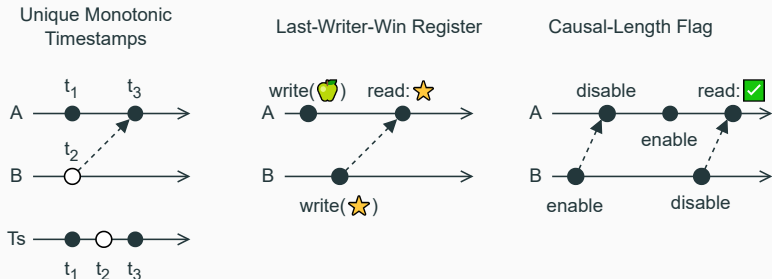 Unique Monotonic
Timestamps
t1
t3
A
t2
B
Ts
t1 t2 t3
Last-Writer-Win Register
write(🍏) read: ⭐
A
B
write(⭐)
Causal-Length Flag
disable
read: ✅
A
enable
B
enable
disable